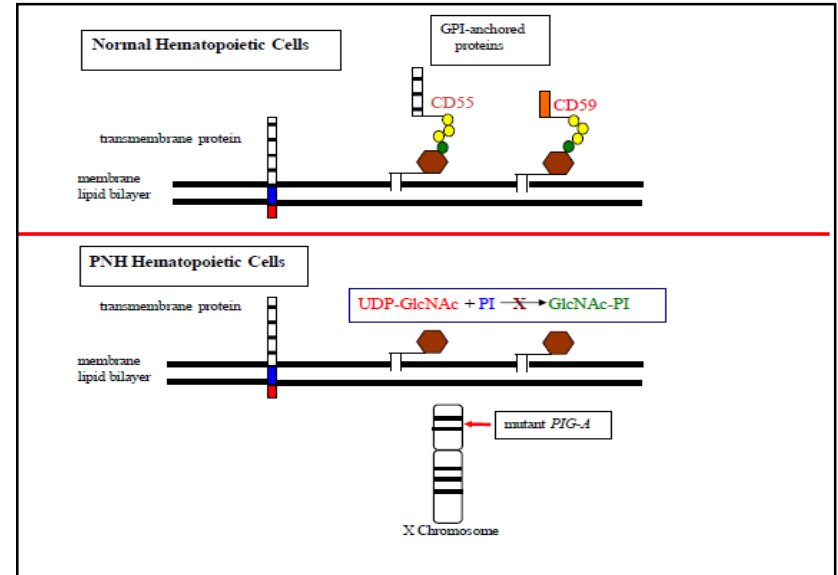 Normal Hematopoietic Cells
GPI-anchored
proteins
CD55
CD59
transmembrane protein
membrane
lipid bilayer
PNH Hematopoietic Cells
transmembrane protein
UDP-GlcNAc + PI X GlcNAc-PI
membrane
lipid bilayer
mutant PIG-A
X Chromosome